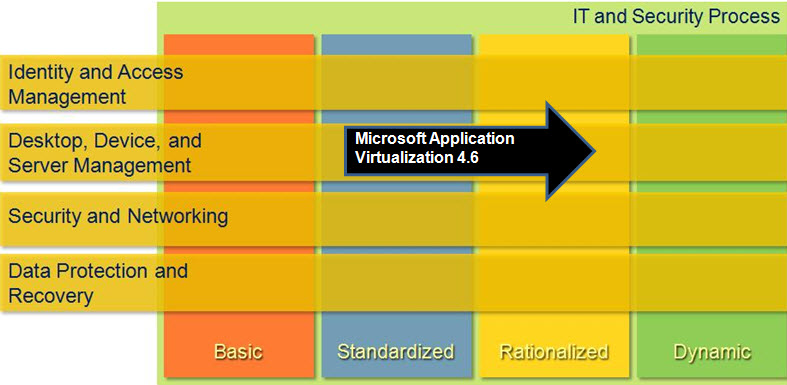 IT and Security Process
Identity and Access
Management
Desktop, Device, and
Server Management
Microsoft Application
Virtualization 4.6
Security and Networking
Data Protection and
Recovery
Basic
Standardized
Rationalized
Dynamic